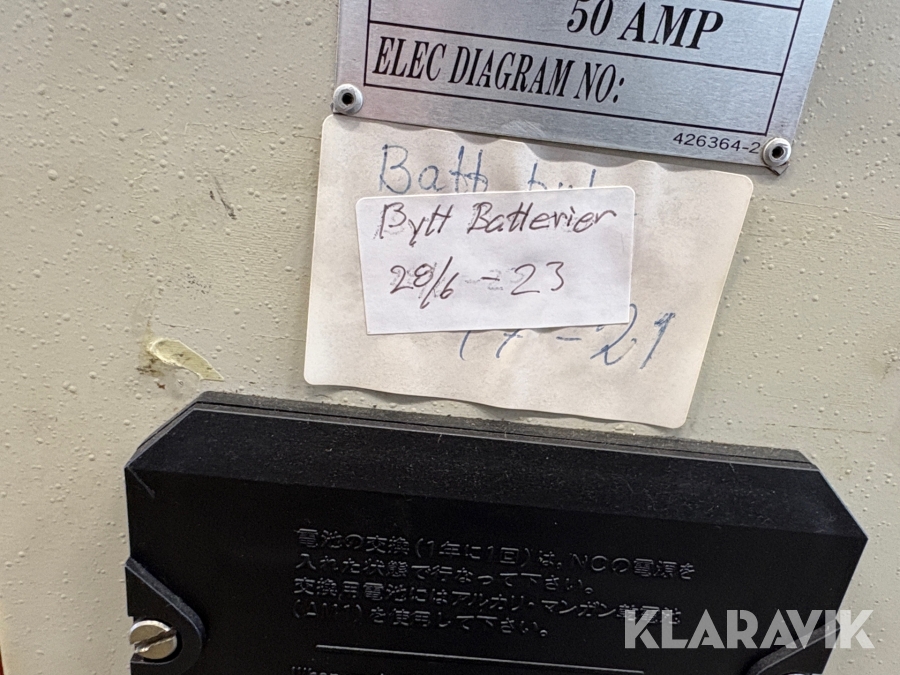 50 AMP
ELEC DIAGRAM NO:
426364-2
Batt
Bytt Batterier
28/6 - 23
17 - 21
電池の交換(1年に1回)は、NCの電源を
入れた状態で行なって下さい。
交換用電池にはアルカリ・マンガン乾電池
を使用して下さい。
KLARAVIK